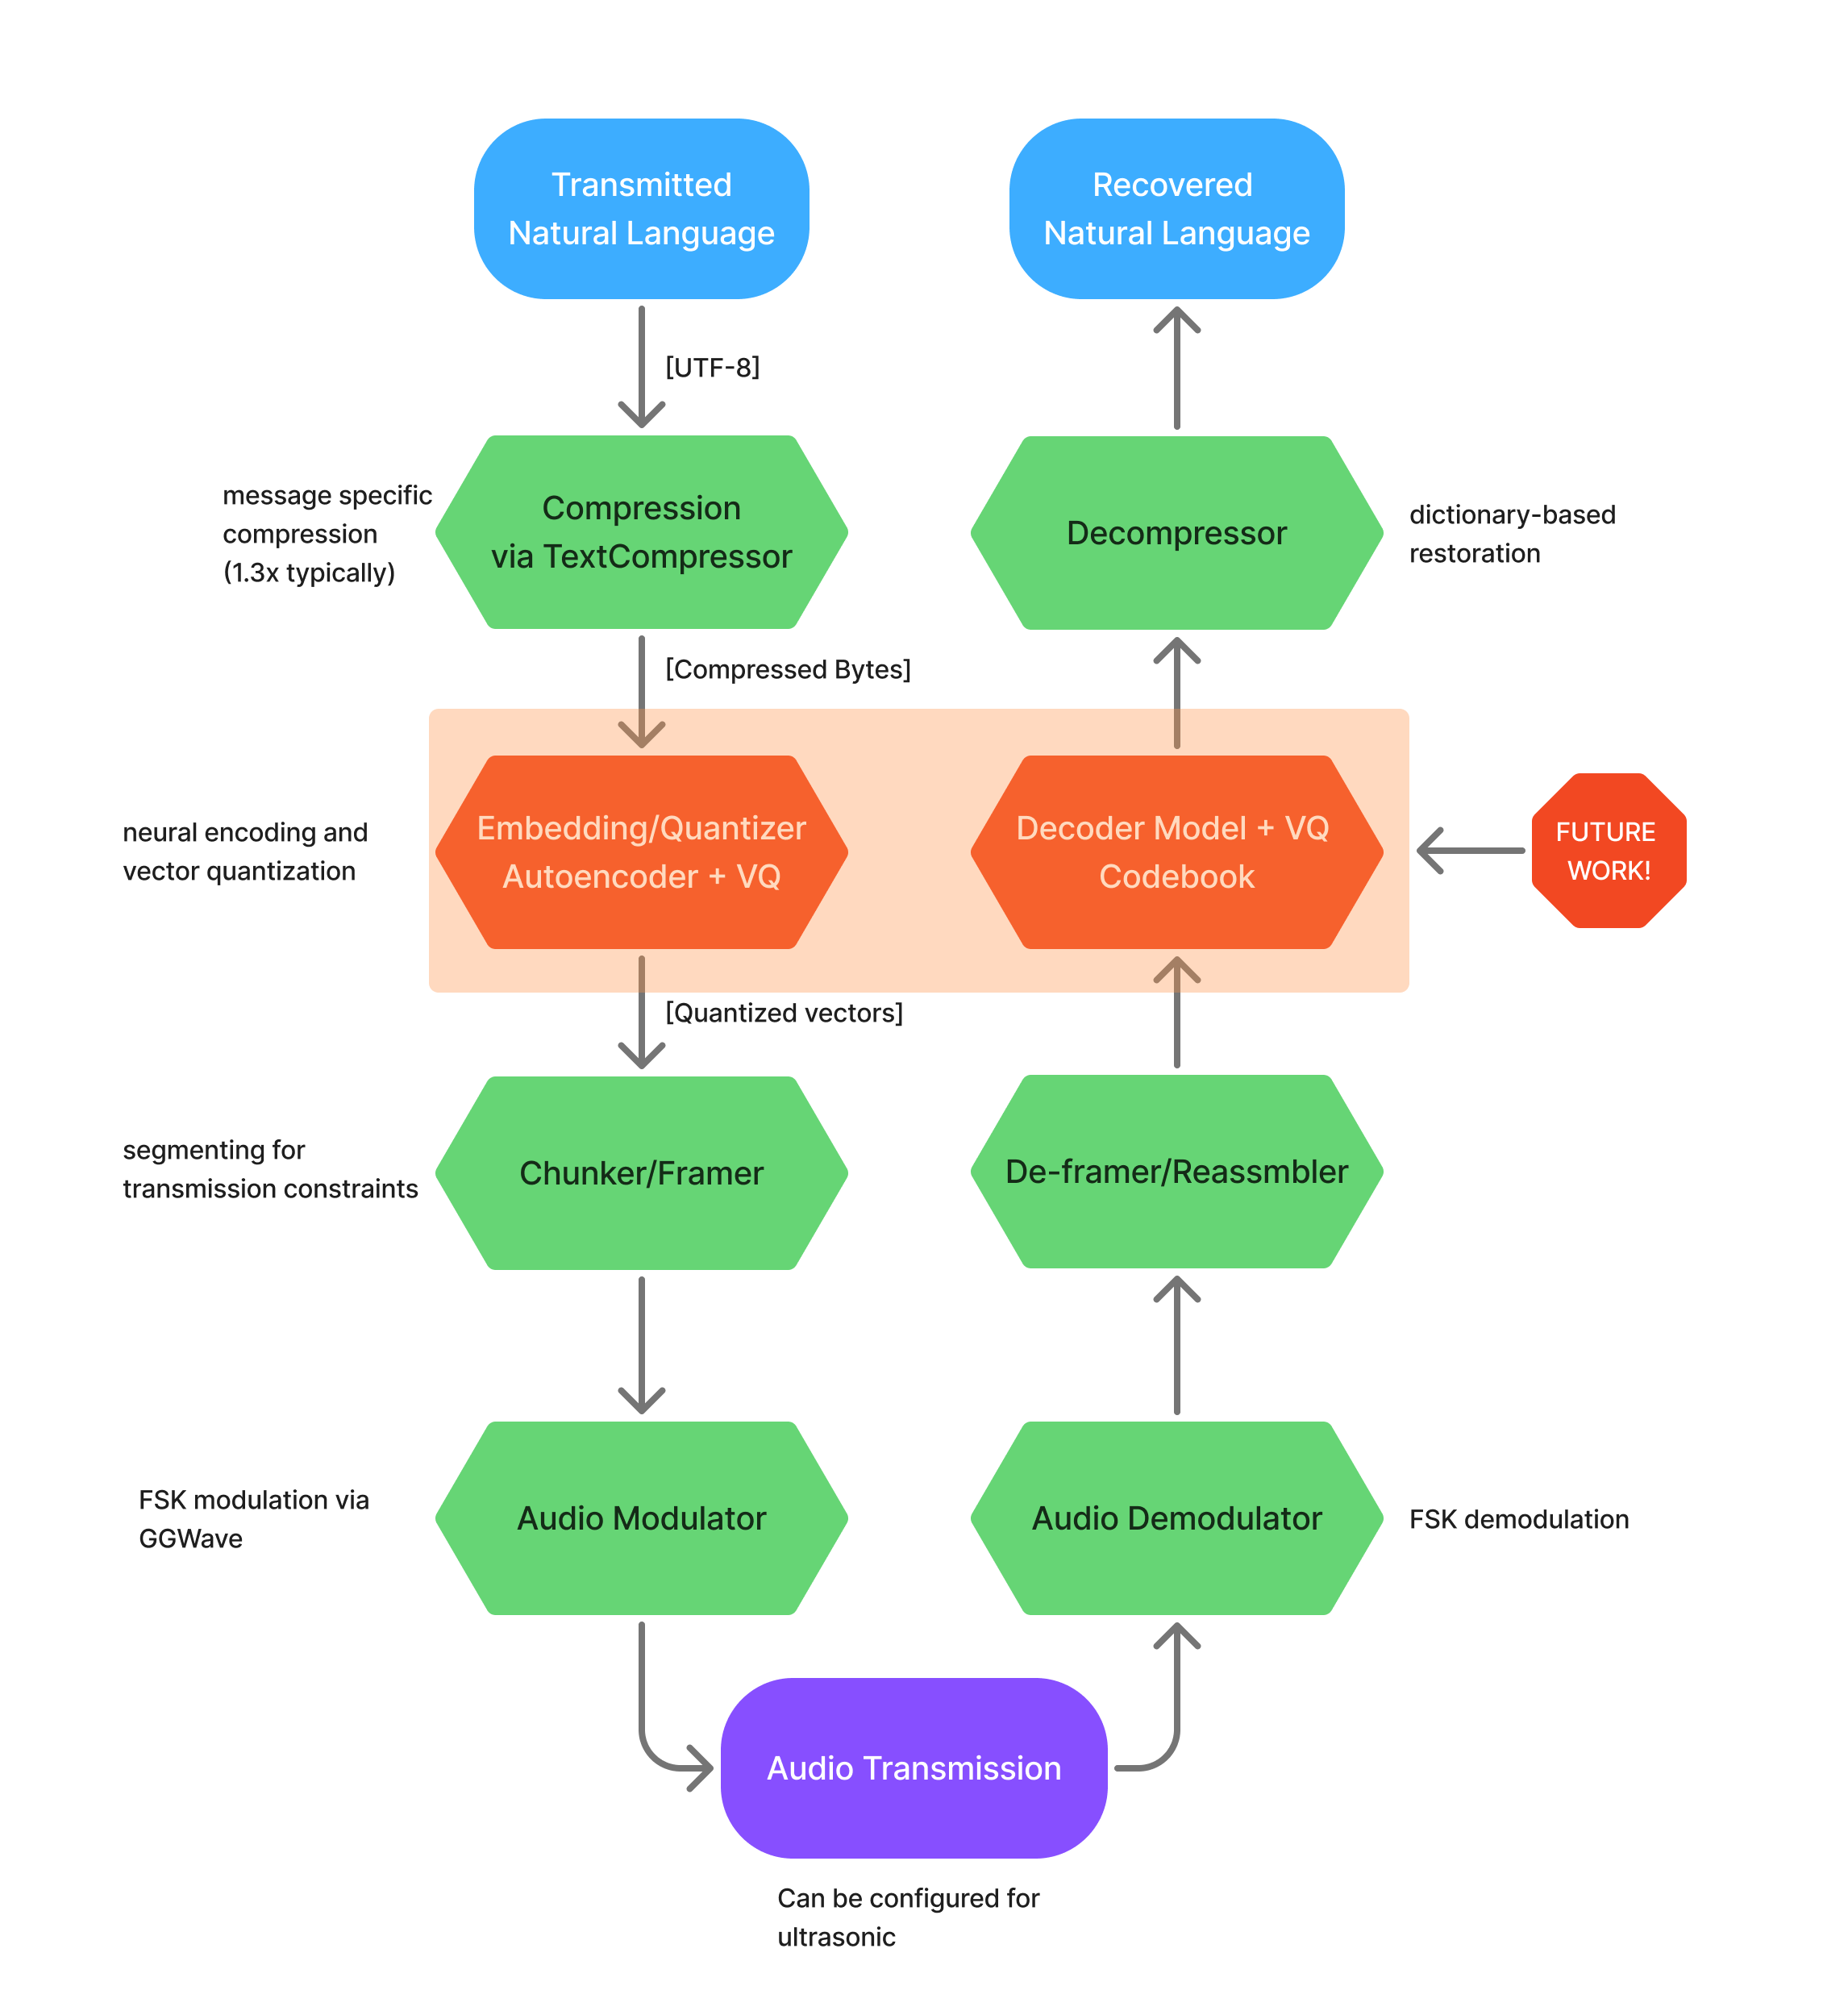 Transmitted
Natural Language
Recovered
Natural Language
[UTF-8]
message specific
compression
(1.3x typically)
Compression
via TextCompressor
Decompressor
dictionary-based
restoration
[Compressed Bytes]
neural encoding and
vector quantization
Embedding/Quantizer
Autoencoder + VQ
Decoder Model + VQ
Codebook
FUTURE
WORK!
[Quantized vectors]
segmenting for
transmission constraints
Chunker/Framer
De-framer/Reassmbler
FSK modulation via
GGWave
Audio Modulator
Audio Demodulator
FSK demodulation
Audio Transmission
Can be configured for
ultrasonic